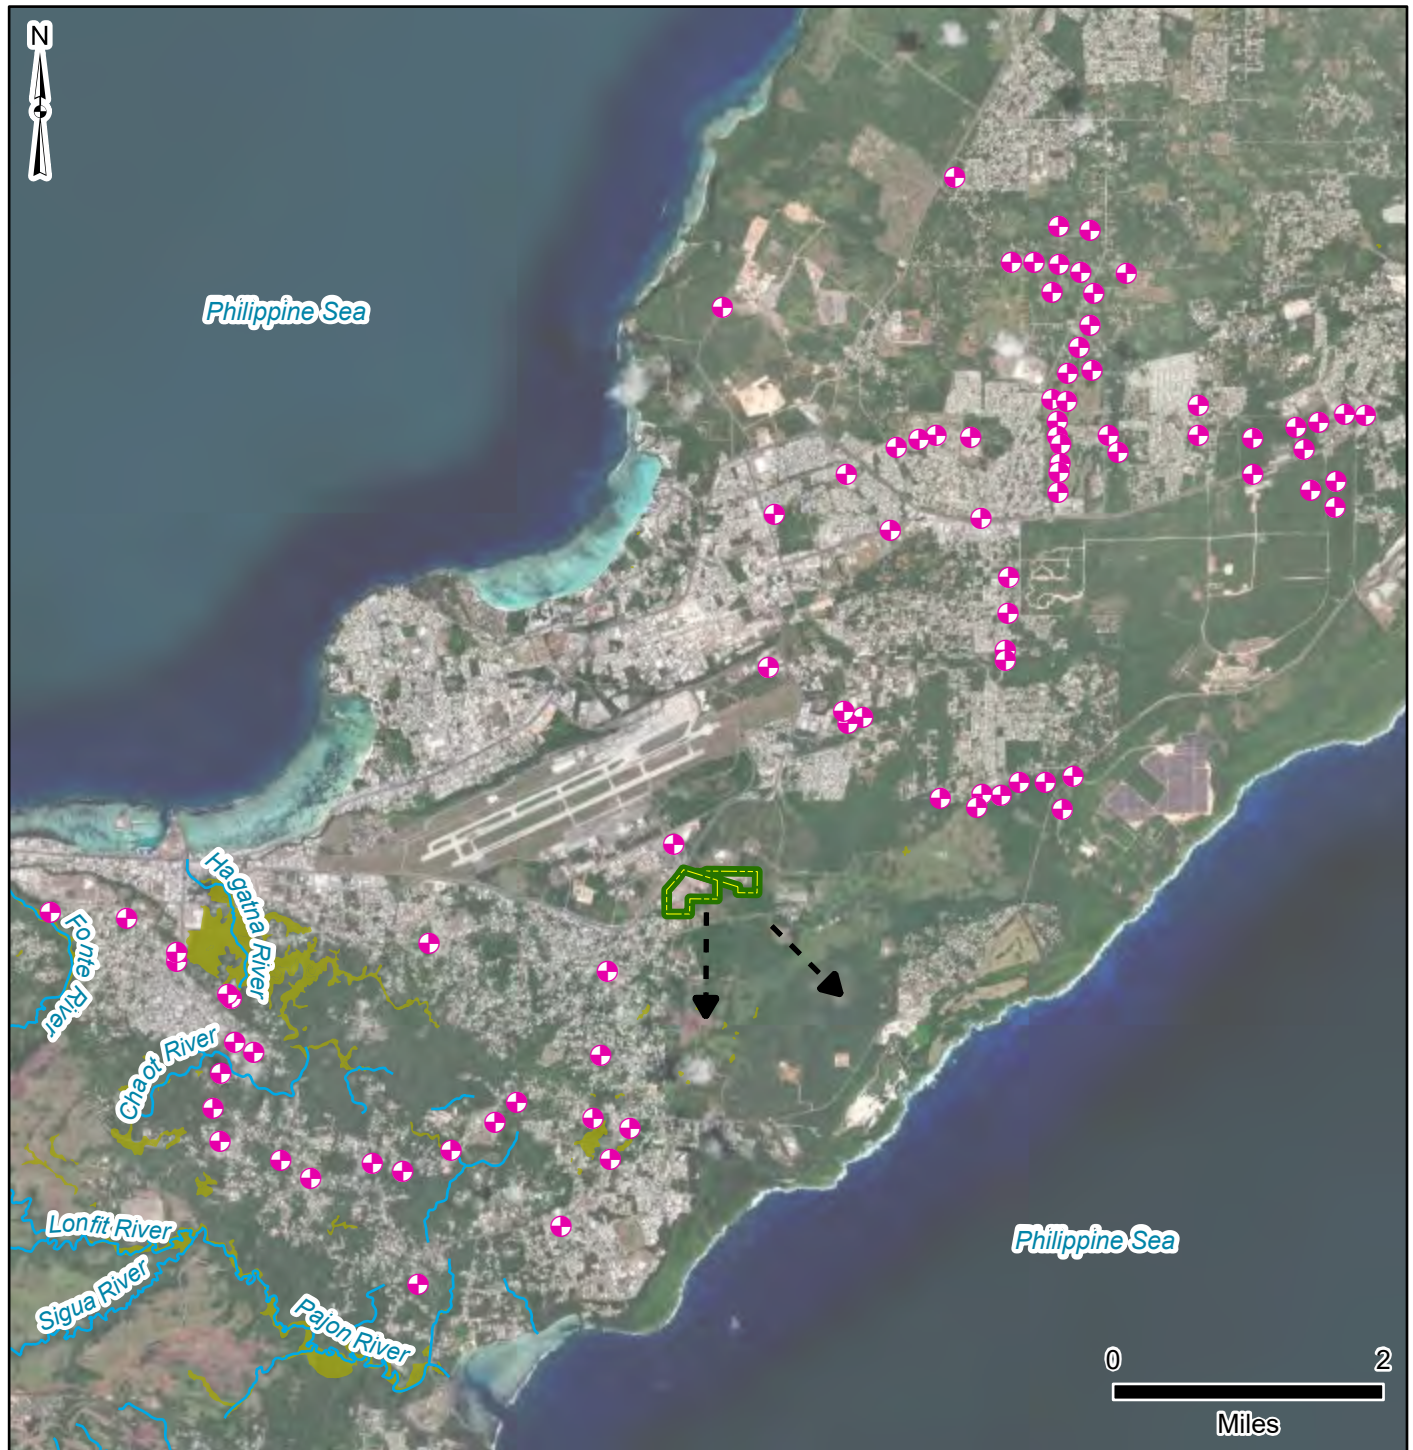 N
Philippine Sea
Hagatna River
Fonte River
Chaot River
Lonfit River
Sigua River
Pajon River
Philippine Sea
0 2
Miles